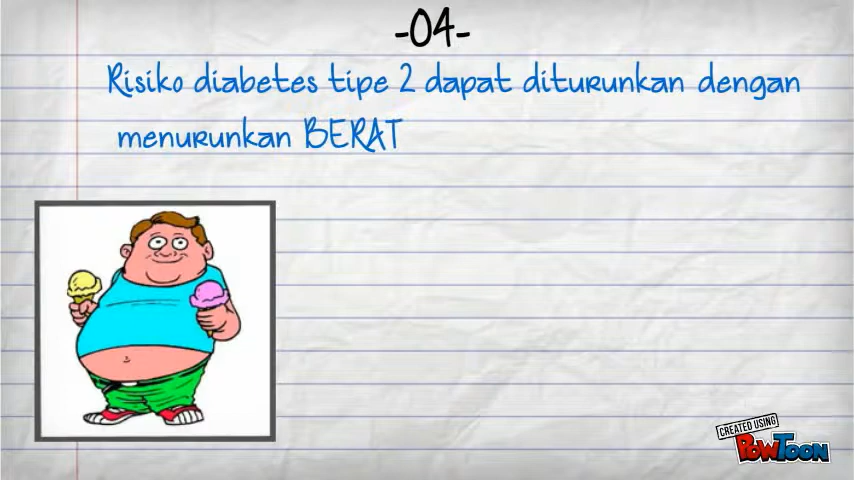 -04-
Risiko diabetes tipe 2 dapat diturunkan dengan
menurunkan BERAT
CREATED USING
POWTOON